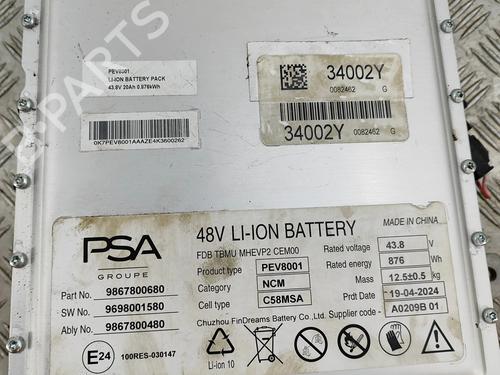 PEV8001
LI-ION BATTERY PACK
43.8V 20Ah 0.876kWh
0K7PEV8001AAAZE4K3600262
34002Y
0082462 G
34002Y 0082462 G
B-PARTS
PSA
GROUPE
Part No. 9867800680
SW No. 9698001580
Ably No. 9867800480
E24 100RES-030147
48V LI-ION BATTERY
MADE IN CHINA
FDB TBMU MHEVP2 CEM00
Product type PEV8001
Category NCM
Cell type C58MSA
Rated voltage 43.8 V
Rated energy 876 Wh
Mass 12.5±0.5 kg
Prdt Date 19-04-2024
Chuzhou FinDreams Battery Co., Ltd. Supplier code - A0209B 01
Li-ion 10